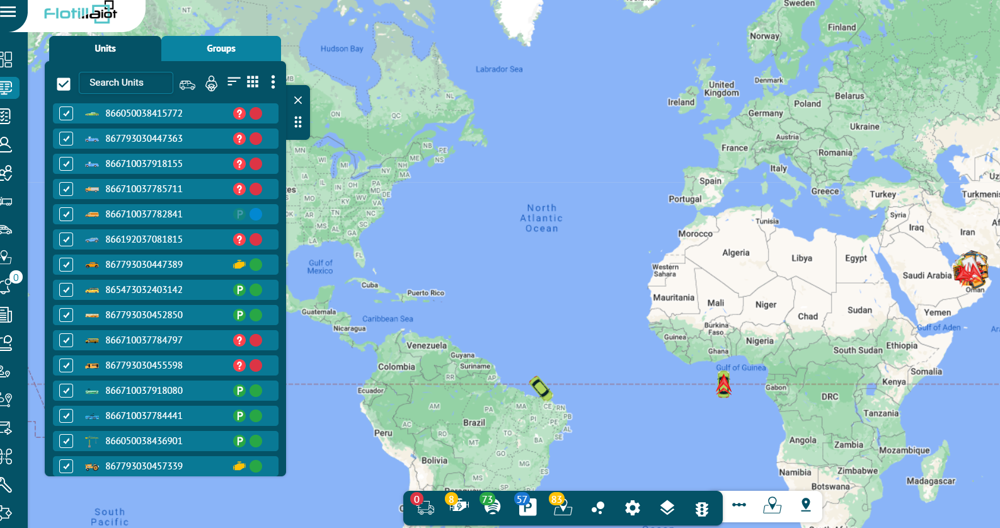 Flotillaiot
Units
Groups
Search Units
866050038415772
867793030447363
866710037918155
866710037785711
866710037782841
866192037081815
867793030447389
865473032403142
867793030452850
866710037784797
867793030455598
866710037918080
866710037784441
866050038436901
867793030457339
0
NT
Hudson Bay
Labrador Sea
MB
NL
ON
QC
NB
PE
NS
MN
WI
MI
ME
NH
MA
NY
IA
IL
IN
OH
PA
MD
DE
MO
KY
WV
VA
OK
AR
TN
NC
MS
AL
SC
GA
LA
FL
Gulf of
Mexico
Cuba
Puerto Rico
Guatemala
Caribbean Sea
Nicaragua
Venezuela
Guyana
Suriname
Colombia
RR
AP
Ecuador
AM
PA
MA
CE
RN
PB
PI
AC
RO
Brazil
TO
SE
BA
MT
Peru
GO
Bolivia
MG
ES
MS
SP
Paraguay
South
Pacific
North
Atlantic
Ocean
Sweden
Finland
Norway
Denmark
United
Kingdom
Ireland
Belarus
Poland
Germany
Ukraine
Austria
France
Romania
Italy
Spain
Portugal
Greece
Turkey
Turkmenis
Uz
Syria
Tunisia
Iraq
Iran
Af
Morocco
Algeria
Libya
Egypt
Western
Sahara
Saudi Arabia
Oman
Mauritania
Mali
Niger
Chad
Sudan
Yemen
Burkina
Faso
Gulf of Aden
Guinea
Nigeria
Ghana
South Sudan
Ethiopia
Gulf of Guinea
Somalia
Gabon
Kenya
DRC
Tanzania
Angola
Zambia
Mozambique
Namibia
Zimbabwe
Madagascar
Botswana
0
8
73
57
P
83